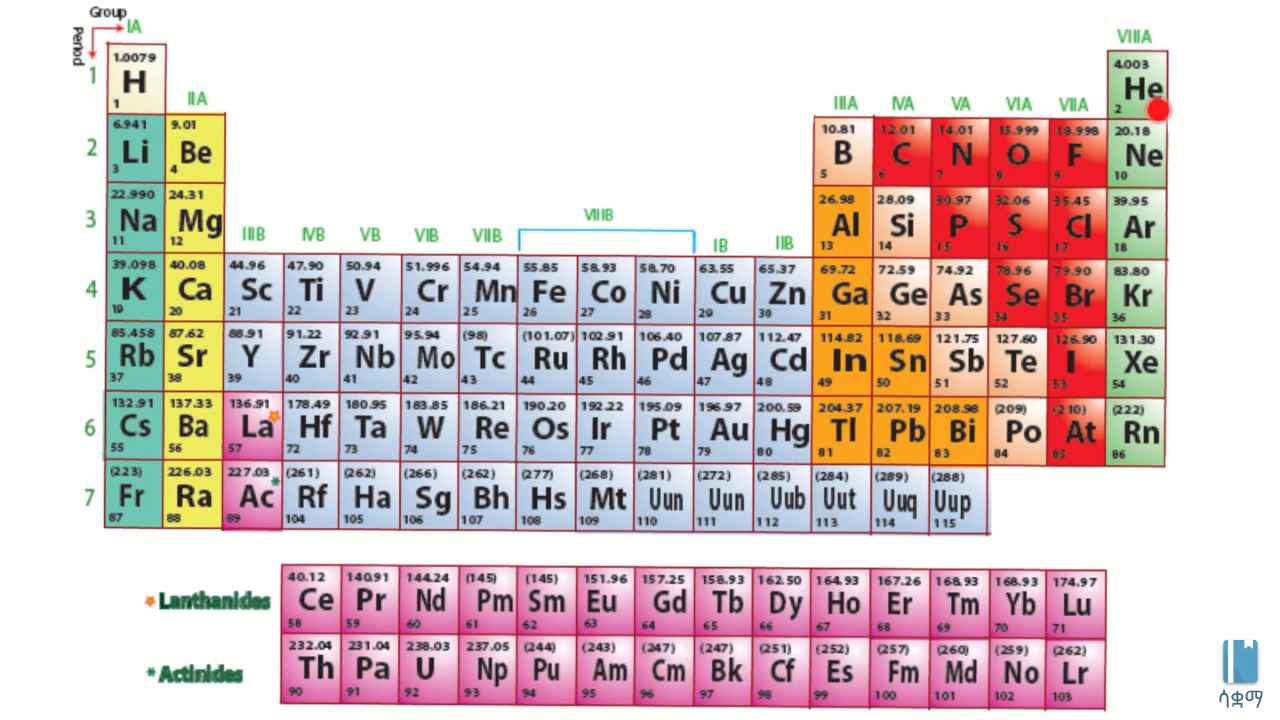 Group
Period
IA
VIIIA
1
1.0079 H 1
4.003 He 2
IIA
IIIA IVA VA VIA VIIA
2
6.941 Li 3
9.01 Be 4
10.81 B 5
12.01 C 6
14.01 N 7
15.999 O 8
18.998 F 9
20.18 Ne 10
3
22.990 Na 11
24.31 Mg 12
26.98 Al 13
28.09 Si 14
30.97 P 15
32.06 S 16
35.45 Cl 17
39.95 Ar 18
IIIB IVB VB VIB VIIB VIIIB IB IIB
4
39.098 K 19
40.08 Ca 20
44.96 Sc 21
47.90 Ti 22
50.94 V 23
51.996 Cr 24
54.94 Mn 25
55.85 Fe 26
58.93 Co 27
58.70 Ni 28
63.55 Cu 29
65.37 Zn 30
69.72 Ga 31
72.59 Ge 32
74.92 As 33
78.96 Se 34
79.90 Br 35
83.80 Kr 36
5
85.458 Rb 37
87.62 Sr 38
88.91 Y 39
91.22 Zr 40
92.91 Nb 41
95.94 Mo 42
(98) Tc 43
(101.07) Ru 44
102.91 Rh 45
106.40 Pd 46
107.87 Ag 47
112.47 Cd 48
114.82 In 49
118.69 Sn 50
121.75 Sb 51
127.60 Te 52
126.90 I 53
131.30 Xe 54
6
132.91 Cs 55
137.33 Ba 56
136.91 La 57
178.49 Hf 72
180.95 Ta 73
183.85 W 74
186.21 Re 75
190.20 Os 76
192.22 Ir 77
195.09 Pt 78
196.97 Au 79
200.59 Hg 80
204.37 Tl 81
207.19 Pb 82
208.98 Bi 83
(209) Po 84
(210) At 85
(222) Rn 86
7
(223) Fr 87
226.03 Ra 88
227.03 Ac * 89
(261) Rf 104
(262) Ha 105
(266) Sg 106
(262) Bh 107
(277) Hs 108
(268) Mt 109
(281) Uun 110
(272) Uun 111
(285) Uub 112
(284) Uut 113
(289) Uuq 114
(288) Uup 115
Lanthanides
40.12 Ce 58
140.91 Pr 59
144.24 Nd 60
(145) Pm 61
(145) Sm 62
151.96 Eu 63
157.25 Gd 64
158.93 Tb 65
162.50 Dy 66
164.93 Ho 67
167.26 Er 68
168.93 Tm 69
168.93 Yb 70
174.97 Lu 71
* Actinides
232.04 Th 90
231.04 Pa 91
238.03 U 92
237.05 Np 93
(244) Pu 94
(243) Am 95
(247) Cm 96
(247) Bk 97
(251) Cf 98
(252) Es 99
(257) Fm 100
(260) Md 101
(259) No 102
(262) Lr 103
ሳቋማ